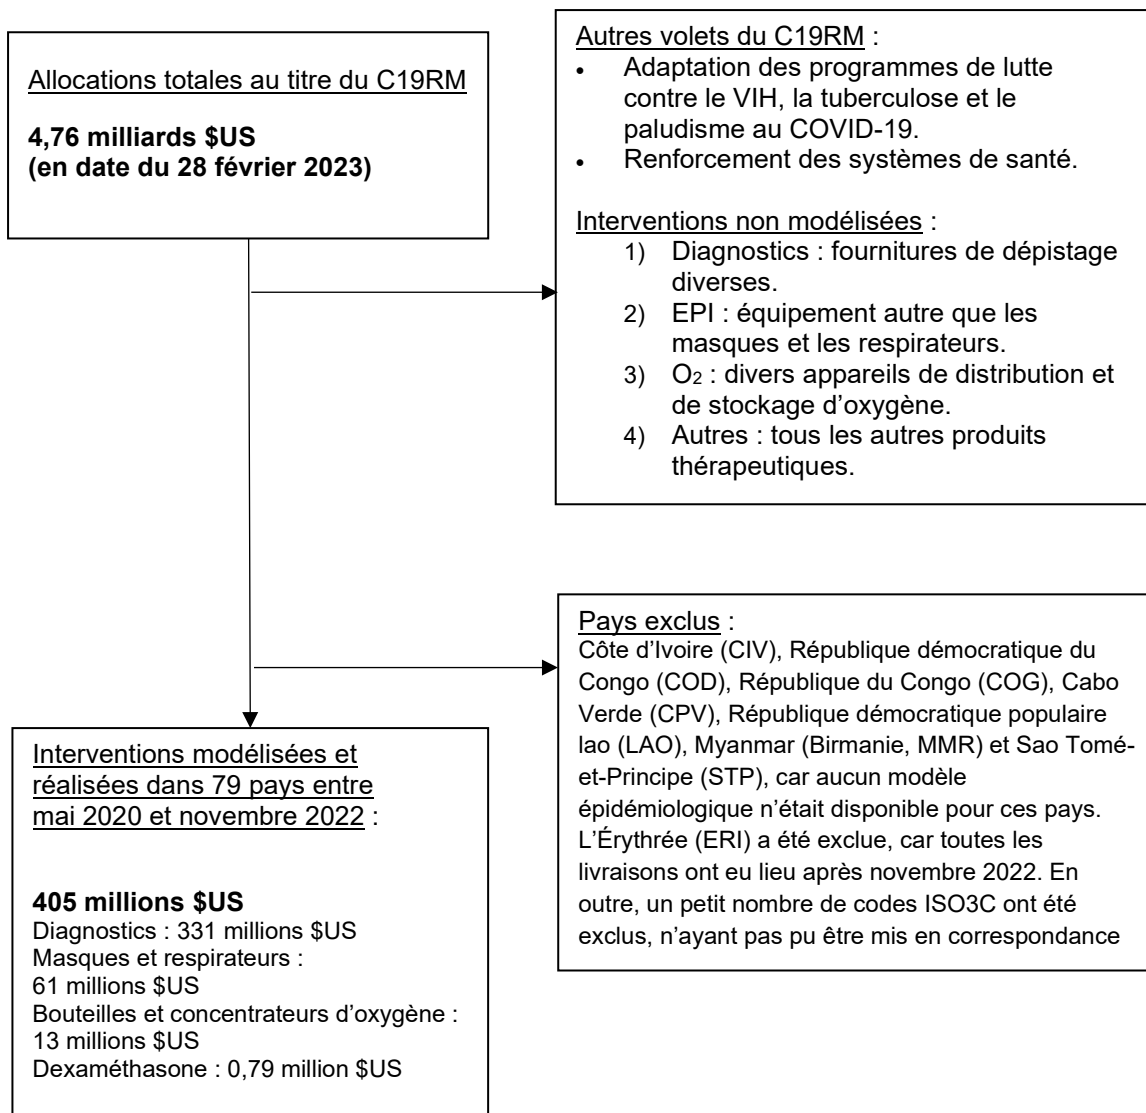 Allocations totales au titre du C19RM
4,76 milliards $US
(en date du 28 février 2023)
Autres volets du C19RM :
• Adaptation des programmes de lutte
contre le VIH, la tuberculose et le
paludisme au COVID-19.
• Renforcement des systèmes de santé.
Interventions non modélisées :
1) Diagnostics : fournitures de dépistage
diverses.
2) EPI : équipement autre que les
masques et les respirateurs.
3) O2 : divers appareils de distribution et
de stockage d’oxygène.
4) Autres : tous les autres produits
thérapeutiques.
Pays exclus :
Côte d’Ivoire (CIV), République démocratique du
Congo (COD), République du Congo (COG), Cabo
Verde (CPV), République démocratique populaire
lao (LAO), Myanmar (Birmanie, MMR) et Sao Tomé-
et-Principe (STP), car aucun modèle
épidémiologique n’était disponible pour ces pays.
L’Érythrée (ERI) a été exclue, car toutes les
livraisons ont eu lieu après novembre 2022. En
outre, un petit nombre de codes ISO3C ont été
exclus, n’ayant pas pu être mis en correspondance
Interventions modélisées et
réalisées dans 79 pays entre
mai 2020 et novembre 2022 :
405 millions $US
Diagnostics : 331 millions $US
Masques et respirateurs :
61 millions $US
Bouteilles et concentrateurs d’oxygène :
13 millions $US
Dexaméthasone : 0,79 million $US